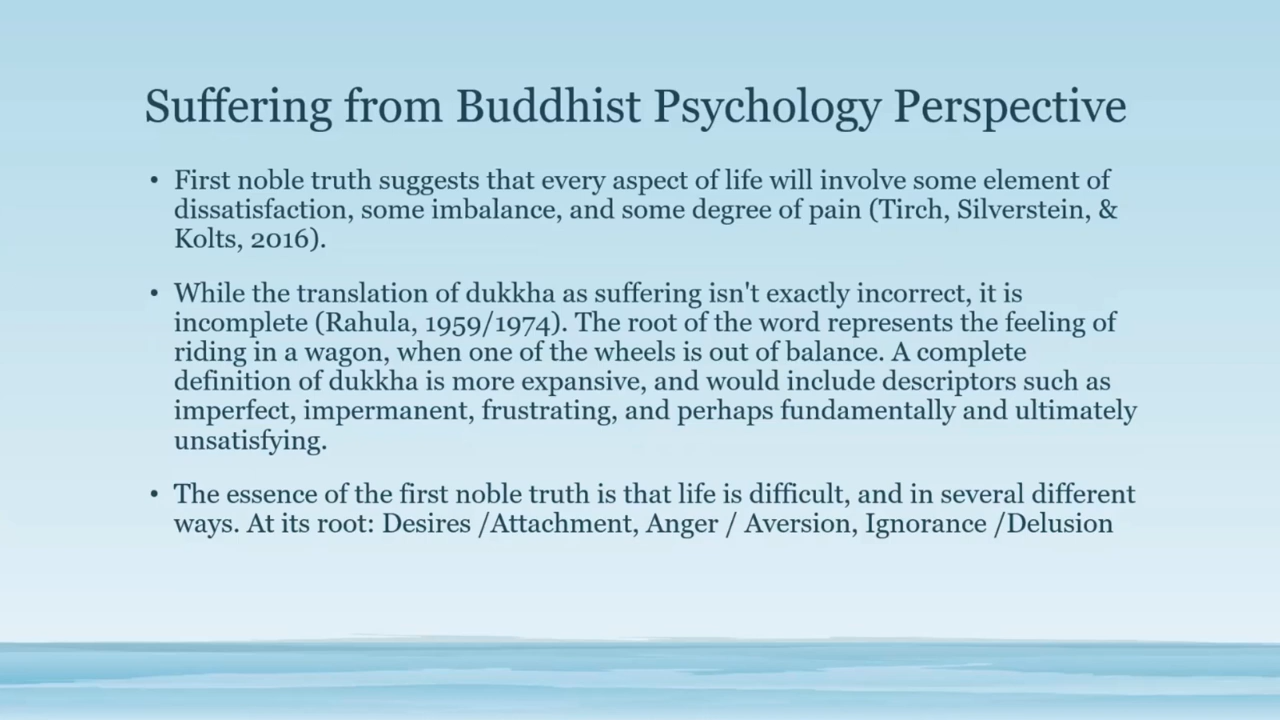 Suffering from Buddhist Psychology Perspective
• First noble truth suggests that every aspect of life will involve some element of
dissatisfaction, some imbalance, and some degree of pain (Tirch, Silverstein, &
Kolts, 2016).
• While the translation of dukkha as suffering isn't exactly incorrect, it is
incomplete (Rahula, 1959/1974). The root of the word represents the feeling of
riding in a wagon, when one of the wheels is out of balance. A complete
definition of dukkha is more expansive, and would include descriptors such as
imperfect, impermanent, frustrating, and perhaps fundamentally and ultimately
unsatisfying.
• The essence of the first noble truth is that life is difficult, and in several different
ways. At its root: Desires /Attachment, Anger / Aversion, Ignorance /Delusion